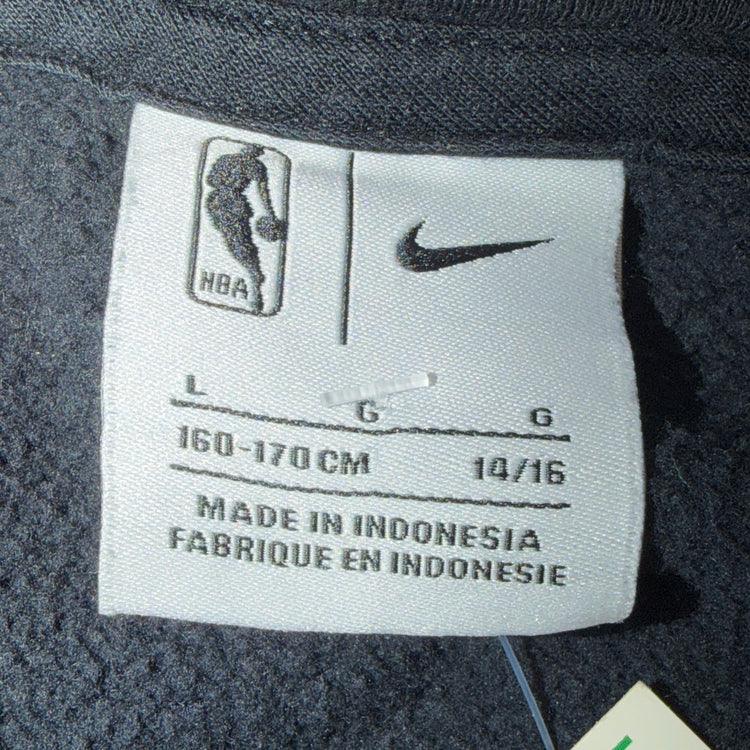 NBA
L G G
160-170 CM 14/16
MADE IN INDONESIA
FABRIQUE EN INDONESIE